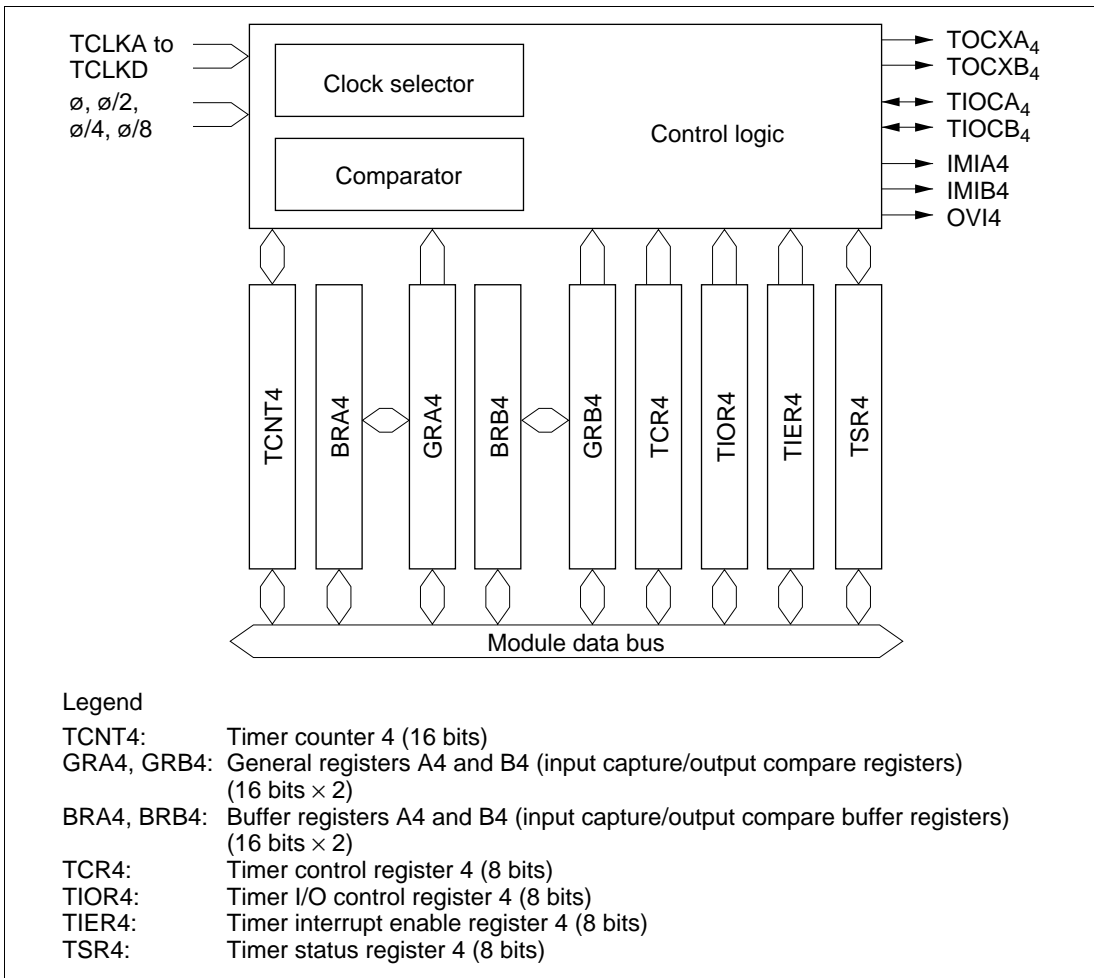 TCLKA to
TCLKD
ø, ø/2,
ø/4, ø/8
Clock selector
Comparator
Control logic
TOCXA4
TOCXB4
TIOCA4
TIOCB4
IMIA4
IMIB4
OVI4
TCNT4
BRA4
GRA4
BRB4
GRB4
TCR4
TIOR4
TIER4
TSR4
Module data bus
Legend
TCNT4: Timer counter 4 (16 bits)
GRA4, GRB4: General registers A4 and B4 (input capture/output compare registers)
(16 bits × 2)
BRA4, BRB4: Buffer registers A4 and B4 (input capture/output compare buffer registers)
(16 bits × 2)
TCR4: Timer control register 4 (8 bits)
TIOR4: Timer I/O control register 4 (8 bits)
TIER4: Timer interrupt enable register 4 (8 bits)
TSR4: Timer status register 4 (8 bits)